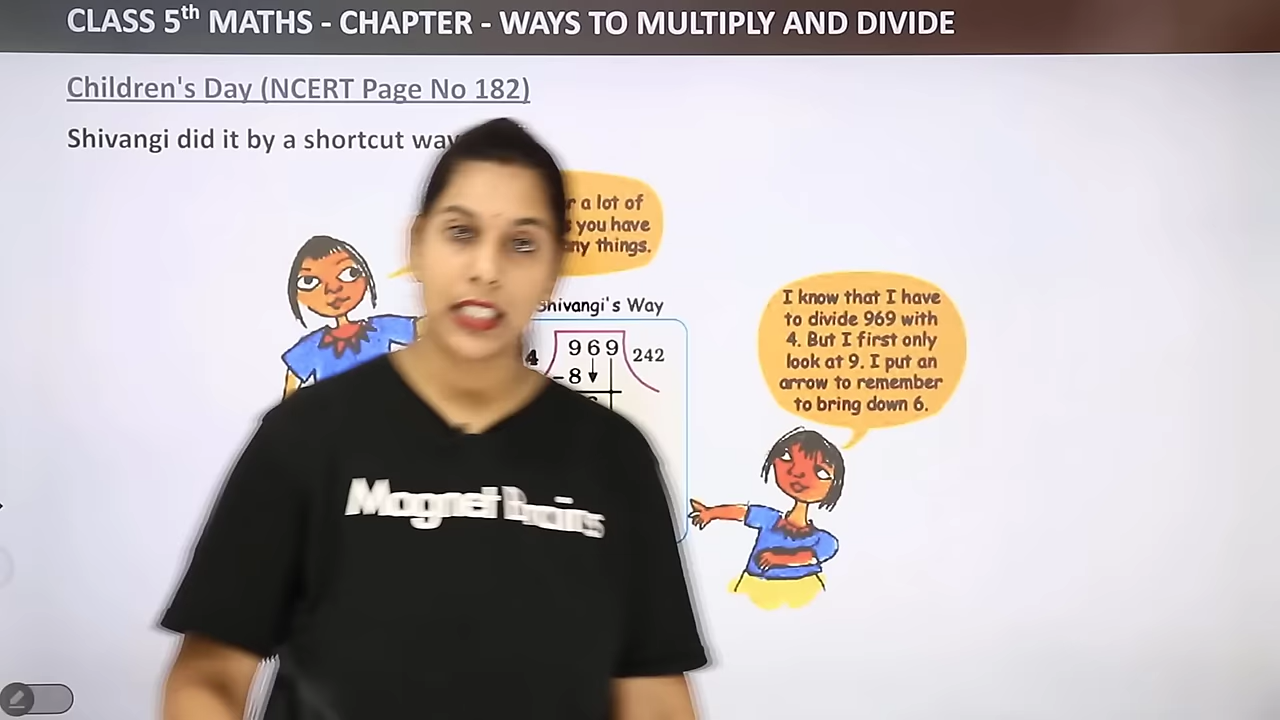 CLASS 5th MATHS - CHAPTER - WAYS TO MULTIPLY AND DIVIDE
Children's Day (NCERT Page No 182)
Shivangi did it by a shortcut way
a lot of
you have
things.
Shivangi's Way
4 969 242
-8
I know that I have
to divide 969 with
4. But I first only
look at 9. I put an
arrow to remember
to bring down 6.
Magnet Brains